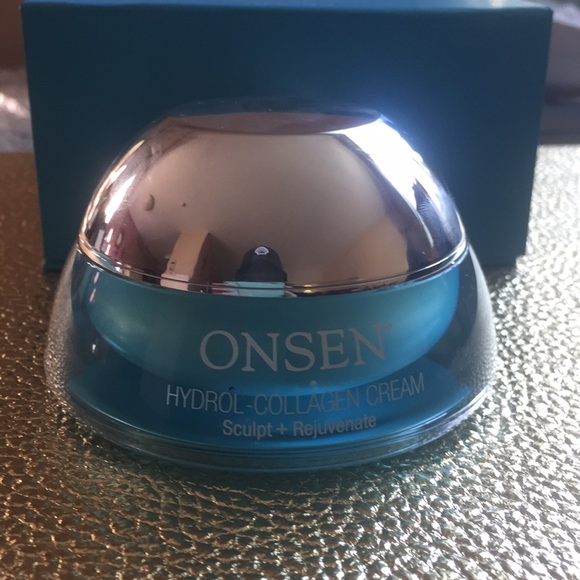 ONSEN
HYDROL-COLLAGEN CREAM
Sculpt + Rejuvenate